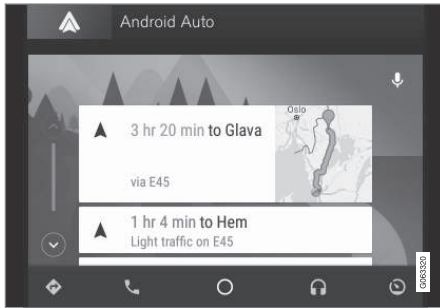 Android Auto
3 hr 20 min to Glava
Oslo
via E45
1 hr 4 min to Hem
Light traffic on E45
G063320